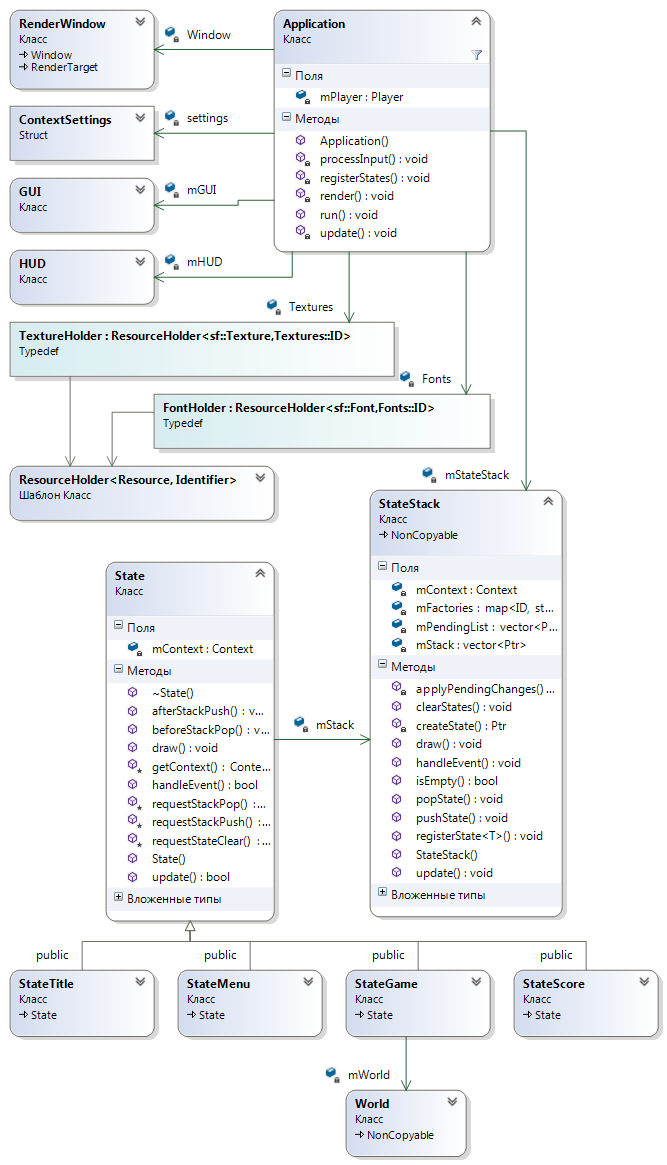 RenderWindow
Класс
Window
RenderTarget
Window
Application
Класс
Поля
mPlayer : Player
Методы
Application()
processInput() : void
registerStates() : void
render() : void
run() : void
update() : void
ContextSettings
Struct
settings
GUI
Класс
mGUI
HUD
Класс
mHUD
Textures
TextureHolder : ResourceHolder<sf::Texture,Textures::ID>
Typedef
Fonts
FontHolder : ResourceHolder<sf::Font,Fonts::ID>
Typedef
ResourceHolder<Resource, Identifier>
Шаблон Класс
mStateStack
StateStack
Класс
NonCopyable
Поля
mContext : Context
mFactories : map<ID, st...
mPendingList : vector<P...
mStack : vector<Ptr>
Методы
applyPendingChanges() ...
clearStates() : void
createState() : Ptr
draw() : void
handleEvent() : void
isEmpty() : bool
popState() : void
pushState() : void
registerState<T>() : void
StateStack()
update() : void
Вложенные типы
State
Класс
Поля
mContext : Context
Методы
~State()
afterStackPush() : v...
beforeStackPop() : v...
draw() : void
getContext() : Conte...
handleEvent() : bool
requestStackPop() :...
requestStackPush() :...
requestStateClear() :...
State()
update() : bool
Вложенные типы
mStack
public
public
public
public
StateTitle
Класс
State
StateMenu
Класс
State
StateGame
Класс
State
StateScore
Класс
State
mWorld
World
Класс
NonCopyable